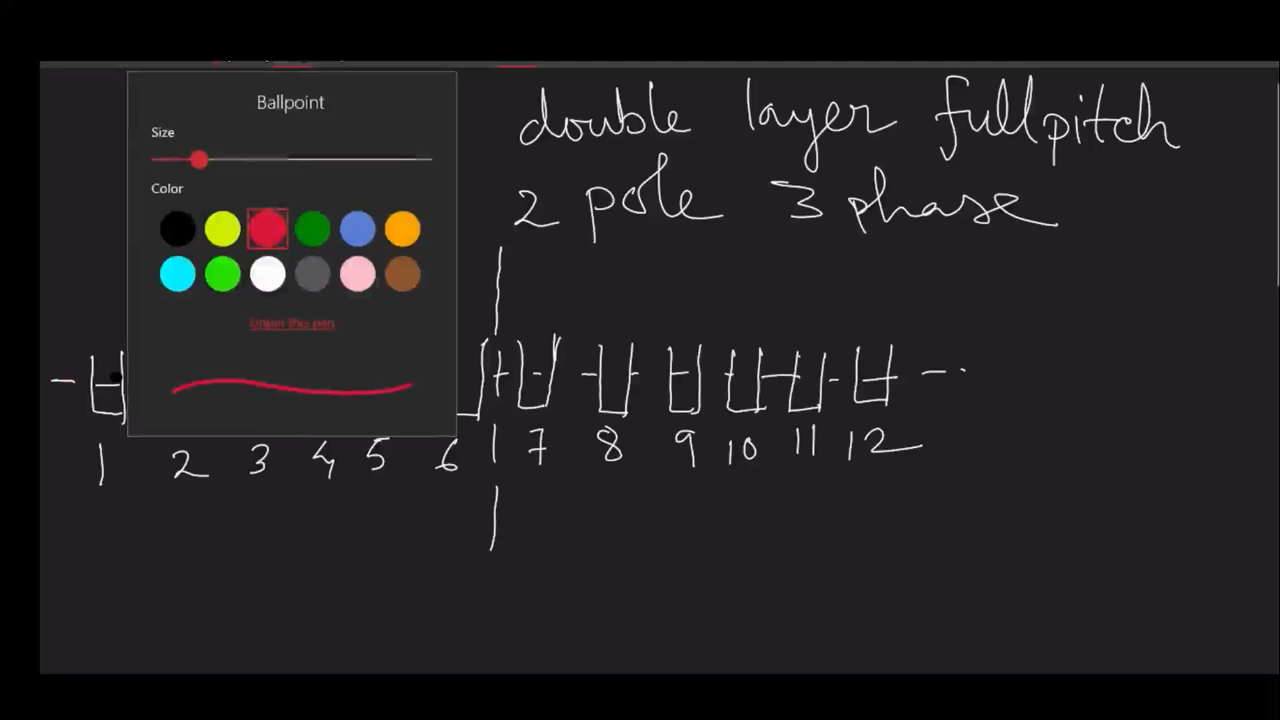 Ballpoint
Size
Color
double layer fullpitch
2 pole 3 phase
1 2 3 4 5 6 7 8 9 10 11 12